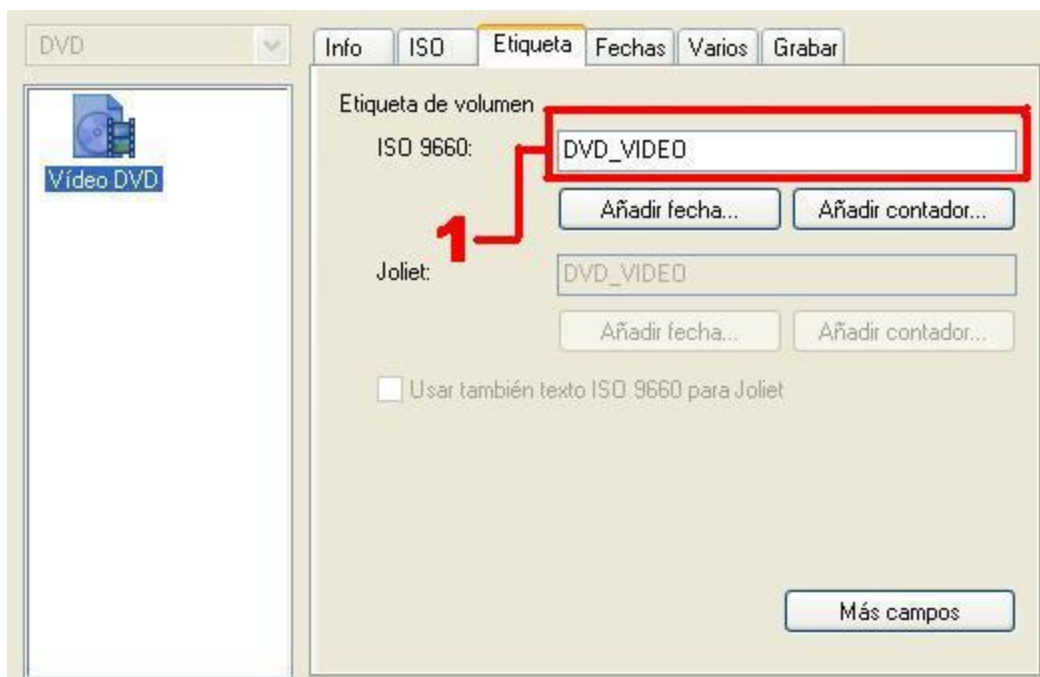 DVD
Vídeo DVD
Info ISO Etiqueta Fechas Varios Grabar
Etiqueta de volumen
ISO 9660: DVD_VIDEO
Añadir fecha... Añadir contador...
1
Joliet: DVD_VIDEO
Añadir fecha... Añadir contador...
Usar también texto ISO 9660 para Joliet
Más campos